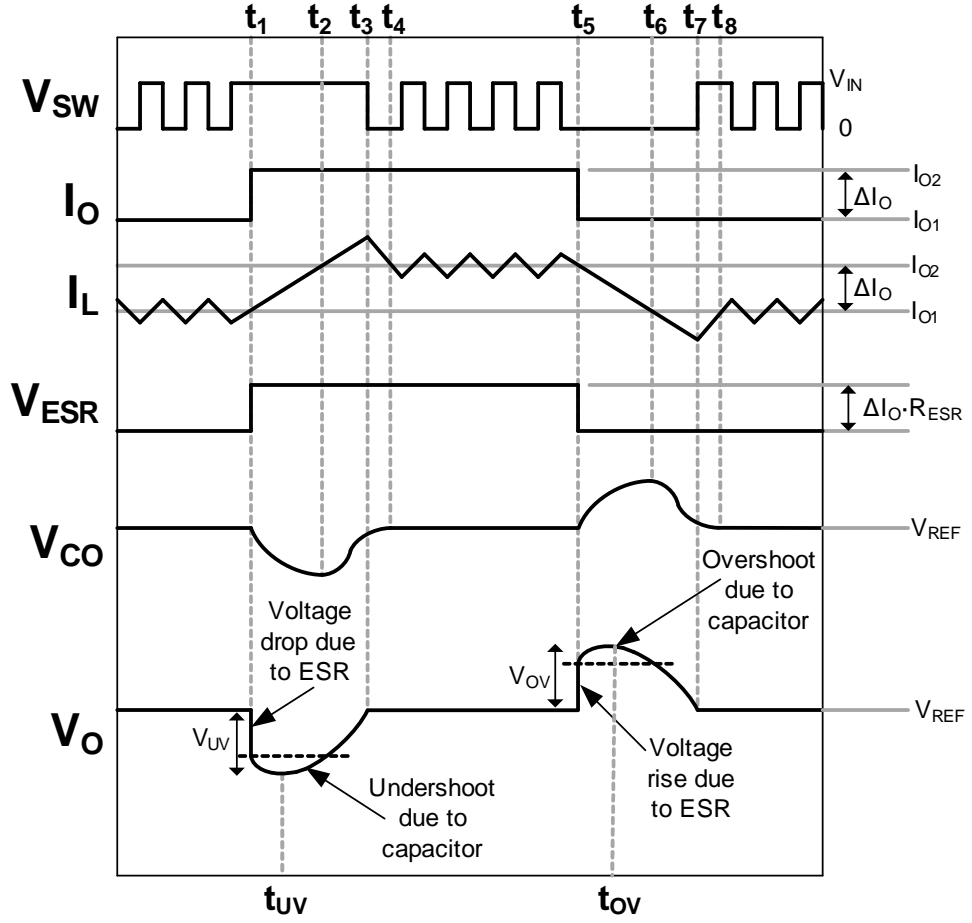 t1 t2 t3 t4 t5 t6 t7 t8
VSW
VIN
0
IO
IO2
ΔIO
IO1
IL
IO2
ΔIO
IO1
VESR
ΔIO·RESR
VCO
VREF
Voltage
drop due
to ESR
Overshoot
due to
capacitor
VO
VUV
VOV
VREF
Undershoot
due to
capacitor
Voltage
rise due
to ESR
tUV
tOV